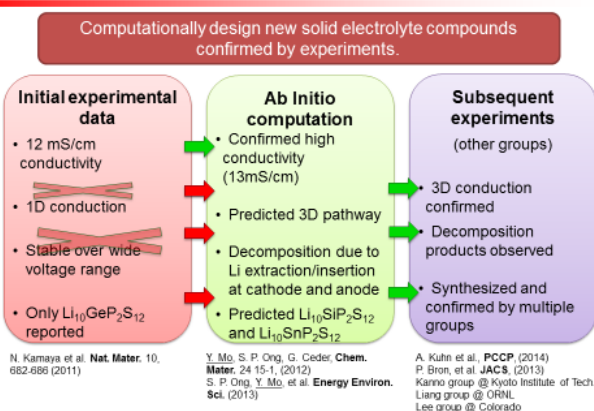 Computationally design new solid electrolyte compounds
confirmed by experiments.
Initial experimental
data
• 12 mS/cm
conductivity
• 1D conduction
• Stable over wide
voltage range
• Only Li₁₀GeP₂S₁₂
reported
Ab Initio
computation
• Confirmed high
conductivity
(13mS/cm)
• Predicted 3D pathway
• Decomposition due to
Li extraction/insertion
at cathode and anode
• Predicted Li₁₀SiP₂S₁₂
and Li₁₀SnP₂S₁₂
Subsequent
experiments
(other groups)
• 3D conduction
confirmed
• Decomposition
products observed
• Synthesized and
confirmed by multiple
groups
N. Kamaya et al. Nat. Mater. 10,
682-686 (2011)
Y. Mo, S. P. Ong, G. Ceder, Chem.
Mater. 24 15-1, (2012)
S. P. Ong, Y. Mo, et al. Energy Environ.
Sci. (2013)
A. Kuhn et al., PCCP, (2014)
P. Bron, et al. JACS, (2013)
Kanno group @ Kyoto Institute of Tech.
Liang group @ ORNL
Lee group @ Colorado